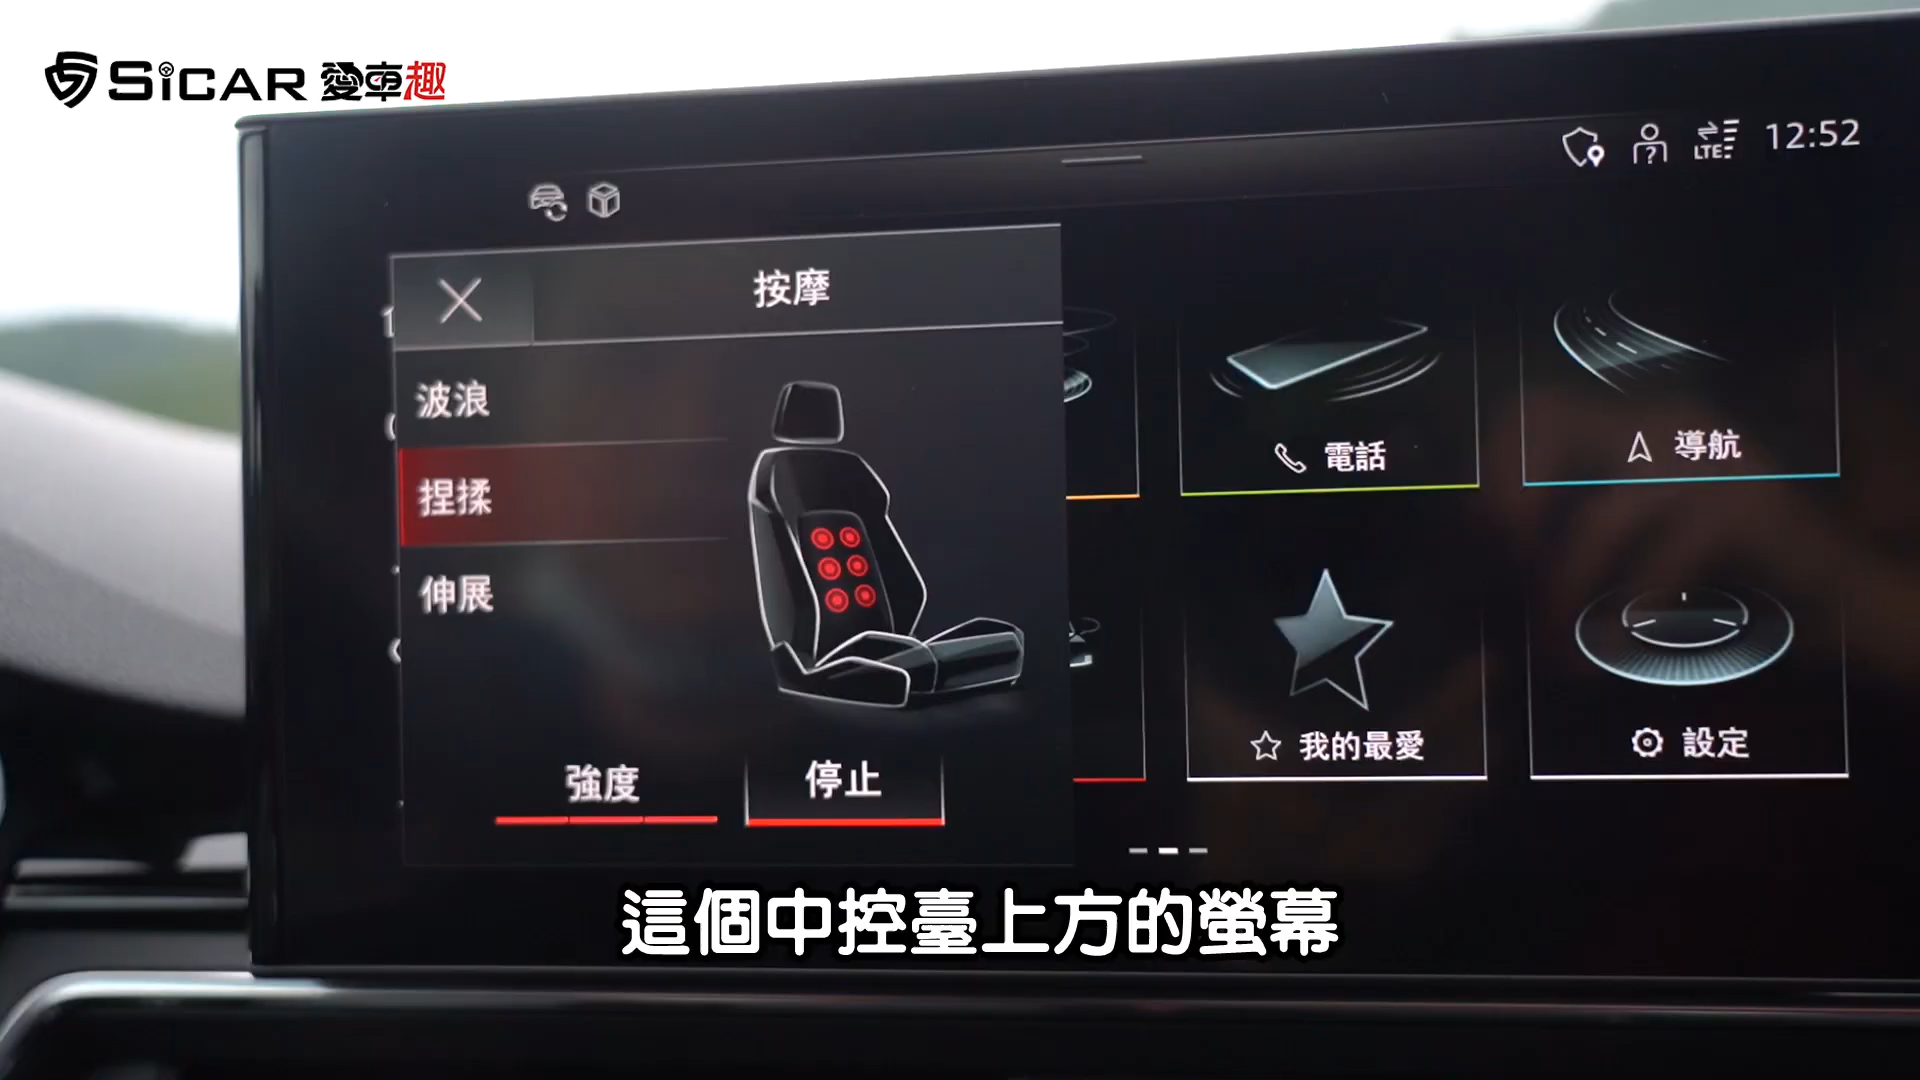 SiCAR 愛車趣
LTE
12:52
按摩
波浪
捏揉
伸展
強度
停止
電話
導航
我的最愛
設定
這個中控臺上方的螢幕